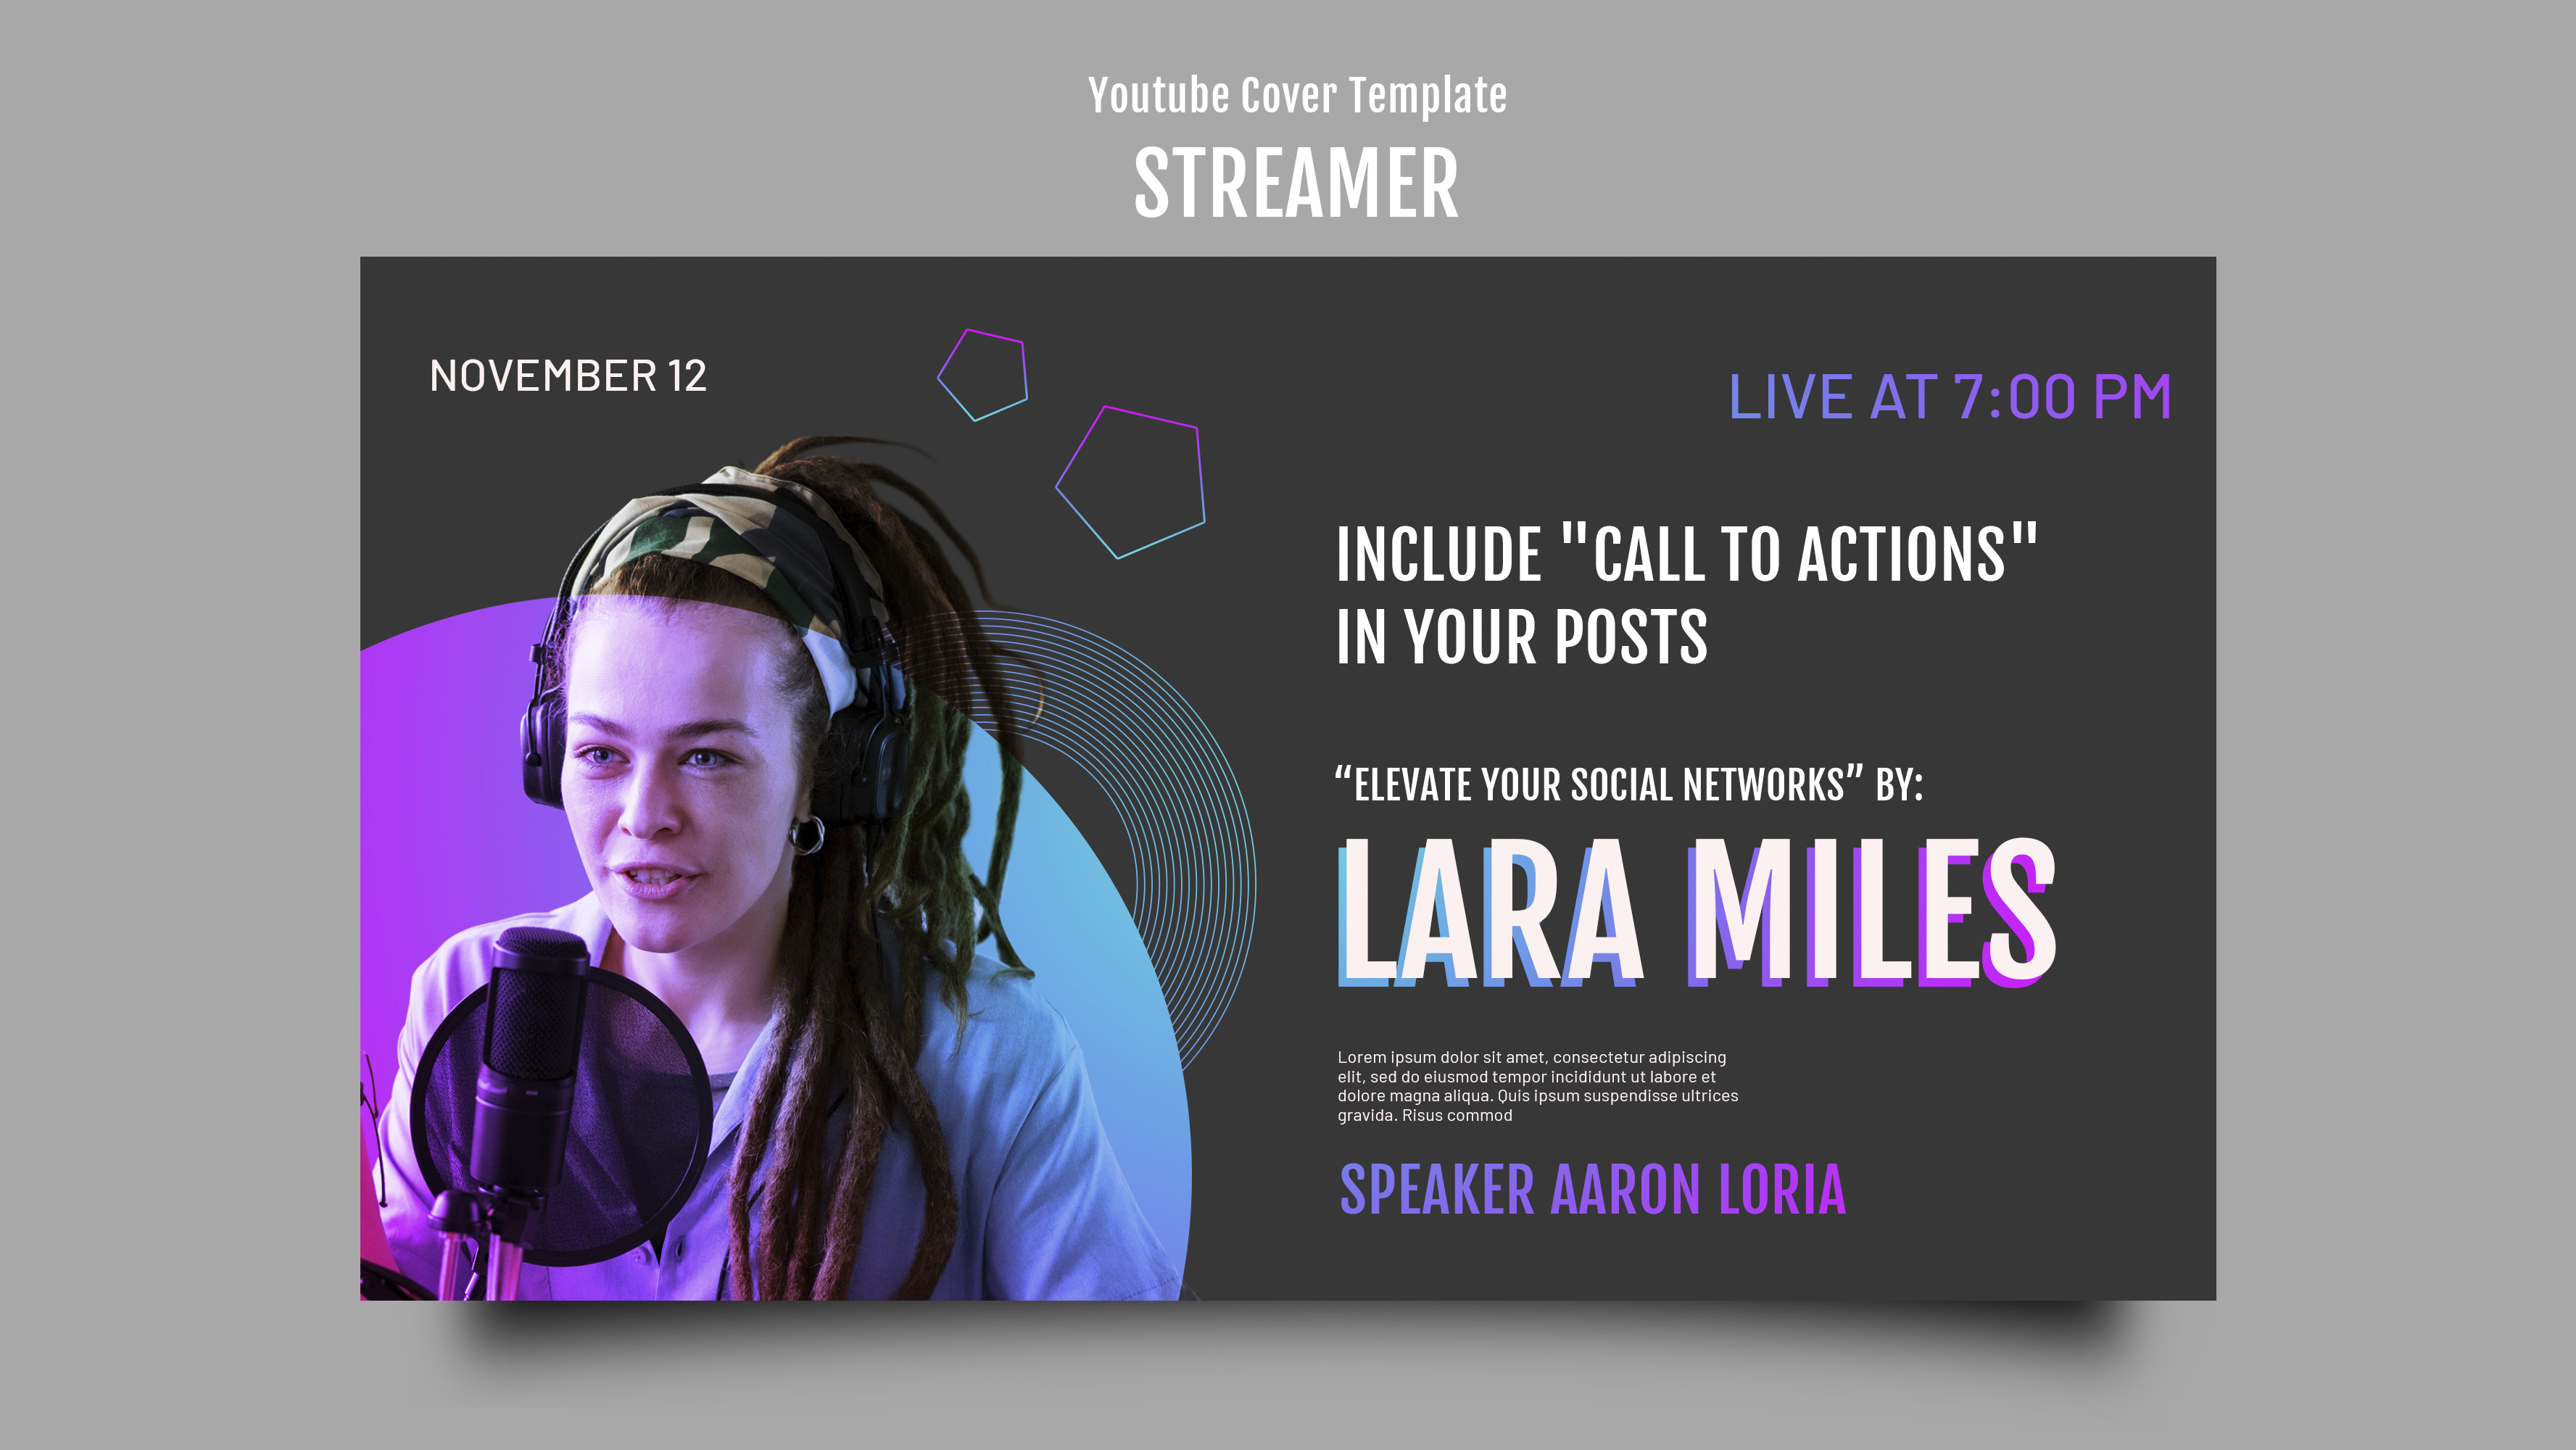 Youtube Cover Template
STREAMER
NOVEMBER 12
LIVE AT 7:00 PM
INCLUDE "CALL TO ACTIONS"
IN YOUR POSTS
“ELEVATE YOUR SOCIAL NETWORKS” BY:
LARA MILES
Lorem ipsum dolor sit amet, consectetur adipiscing
elit, sed do eiusmod tempor incididunt ut labore et
dolore magna aliqua. Quis ipsum suspendisse ultrices
gravida. Risus commod
SPEAKER AARON LORIA